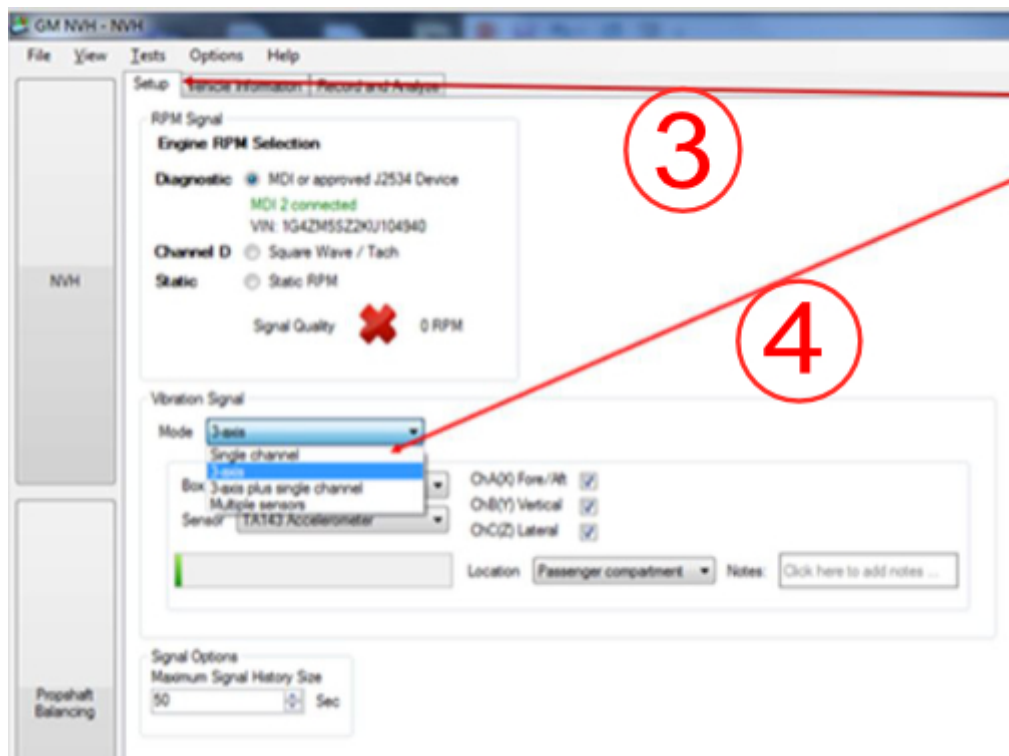 GM NVH - NVH
File View Tests Options Help
Setup Vehicle Information Record and Analyse
RPM Signal
Engine RPM Selection
Diagnostic MDI or approved J2534 Device
MDI 2 connected
VIN: 1G4ZM5SZ2KU104940
Channel D Square Wave / Tach
Static Static RPM
Signal Quality 0 RPM
3
4
NVH
Vibration Signal
Mode 3-axis
Single channel
3-axis
Box 3-axis plus single channel
Multiple sensors
Sensor TA143 Accelerometer
ChA(X) Fore/Aft
ChB(Y) Vertical
ChC(Z) Lateral
Location Passenger compartment Notes: Click here to add notes ...
Signal Options
Maximum Signal History Size
50 Sec
Propshaft
Balancing